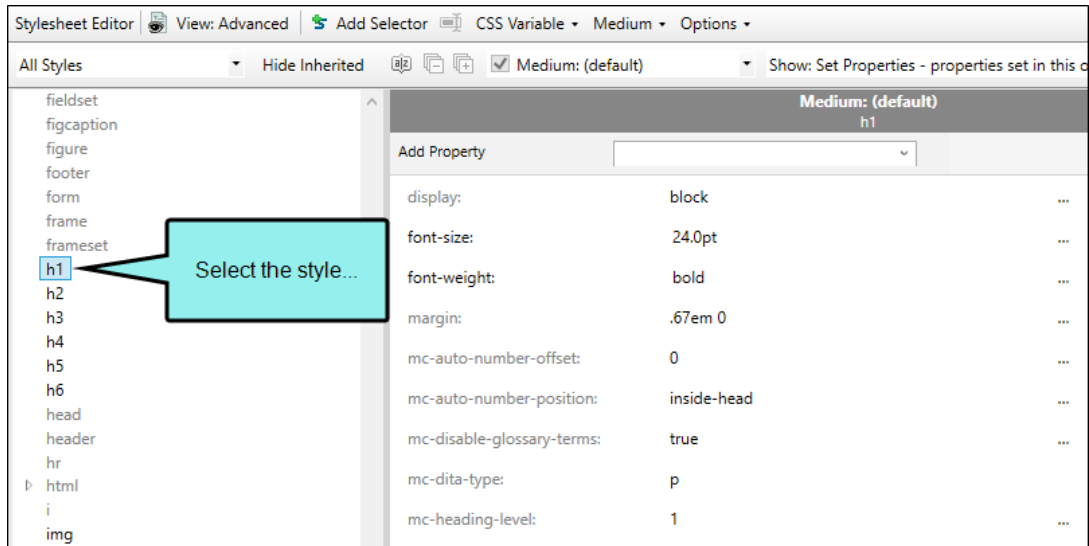 Stylesheet Editor View: Advanced Add Selector CSS Variable Medium Options
All Styles Hide Inherited Medium: (default) Show: Set Properties - properties set in this
fieldset
figcaption
figure
footer
form
frame
frameset
h1
h2
h3
h4
h5
h6
head
header
hr
html
i
img
Select the style...
Medium: (default)
h1
Add Property
display: block ...
font-size: 24.0pt ...
font-weight: bold ...
margin: .67em 0 ...
mc-auto-number-offset: 0 ...
mc-auto-number-position: inside-head ...
mc-disable-glossary-terms: true ...
mc-dita-type: p
mc-heading-level: 1 ...